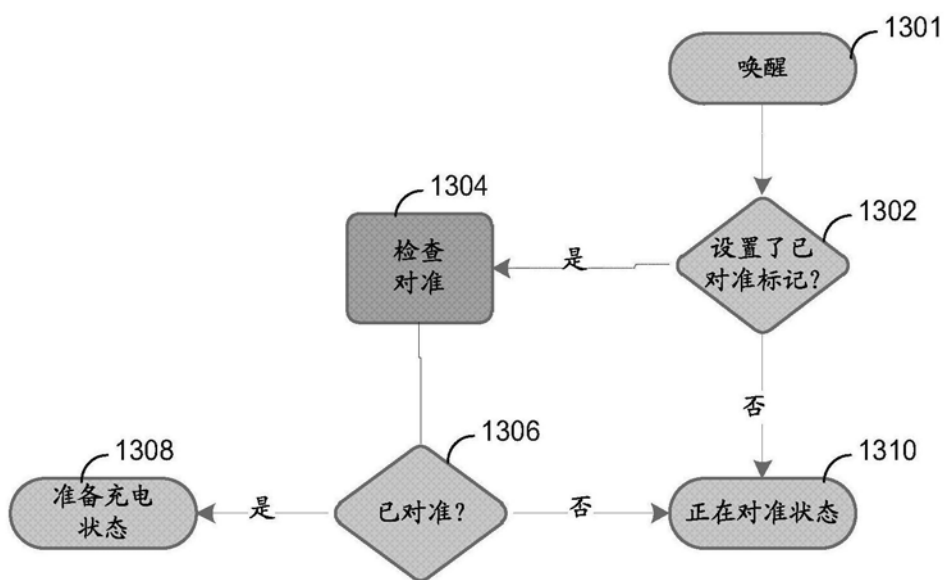 1301
唤醒
1302
设置了已
对准标记?
是
1304
检查
对准
否
1306
已对准?
是
1308
准备充电
状态
否
1310
正在对准状态